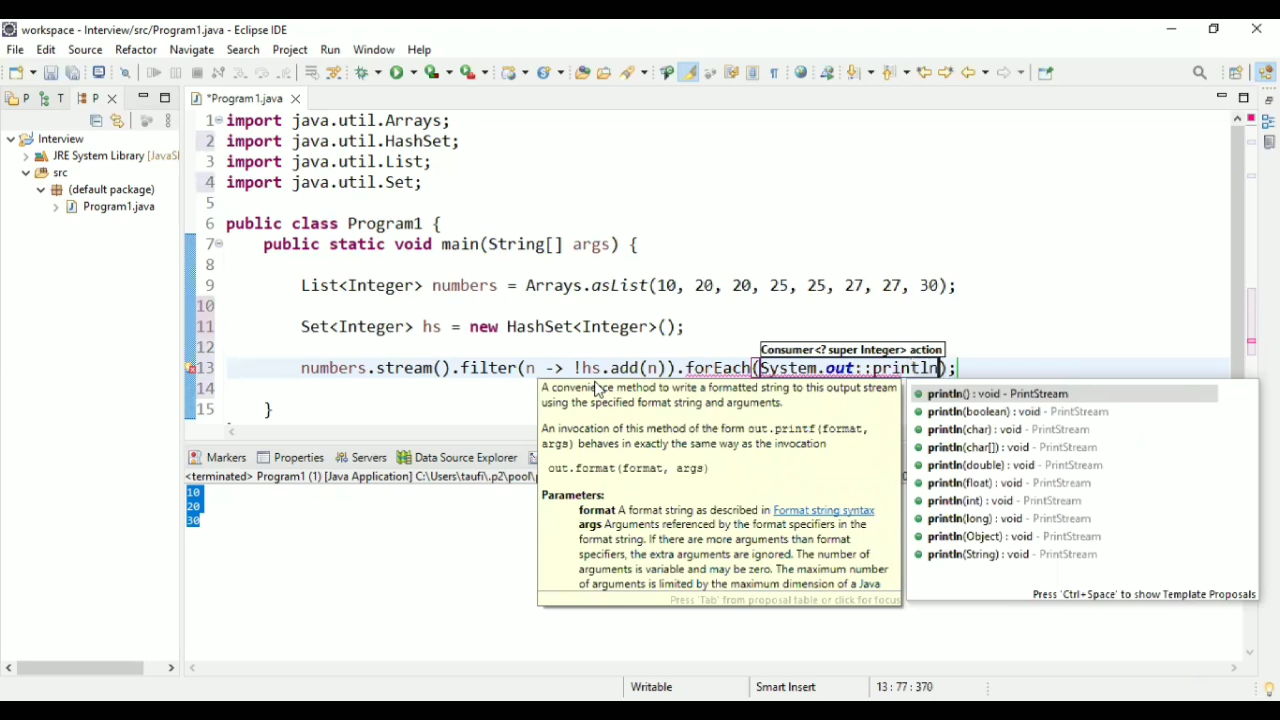 workspace - Interview/src/Program1.java - Eclipse IDE
File Edit Source Refactor Navigate Search Project Run Window Help
P T P
*Program1.java
Interview
JRE System Library [JavaS
src
(default package)
Program1.java
1 import java.util.Arrays;
2 import java.util.HashSet;
3 import java.util.List;
4 import java.util.Set;
5
6 public class Program1 {
7 public static void main(String[] args) {
8
9 List<Integer> numbers = Arrays.asList(10, 20, 20, 25, 25, 27, 27, 30);
10
11 Set<Integer> hs = new HashSet<Integer>();
12
Consumer<? super Integer> action
13 numbers.stream().filter(n -> !hs.add(n)).forEach(System.out::println);
14
15 }
A convenience method to write a formatted string to this output stream
using the specified format string and arguments.
An invocation of this method of the form out.printf(format,
args) behaves in exactly the same way as the invocation
out.format(format, args)
Parameters:
format A format string as described in Format string syntax
args Arguments referenced by the format specifiers in the
format string. If there are more arguments than format
specifiers, the extra arguments are ignored. The number of
arguments is variable and may be zero. The maximum number
of arguments is limited by the maximum dimension of a Java
Press 'Tab' from proposal table or click for focus
println() : void - PrintStream
println(boolean) : void - PrintStream
println(char) : void - PrintStream
println(char[]) : void - PrintStream
println(double) : void - PrintStream
println(float) : void - PrintStream
println(int) : void - PrintStream
println(long) : void - PrintStream
println(Object) : void - PrintStream
println(String) : void - PrintStream
Press 'Ctrl+Space' to show Template Proposals
Markers Properties Servers Data Source Explorer
<terminated> Program1 (1) [Java Application] C:\Users\taufi\.p2\pool\p
10
20
30
Writable Smart Insert 13 : 77 : 370